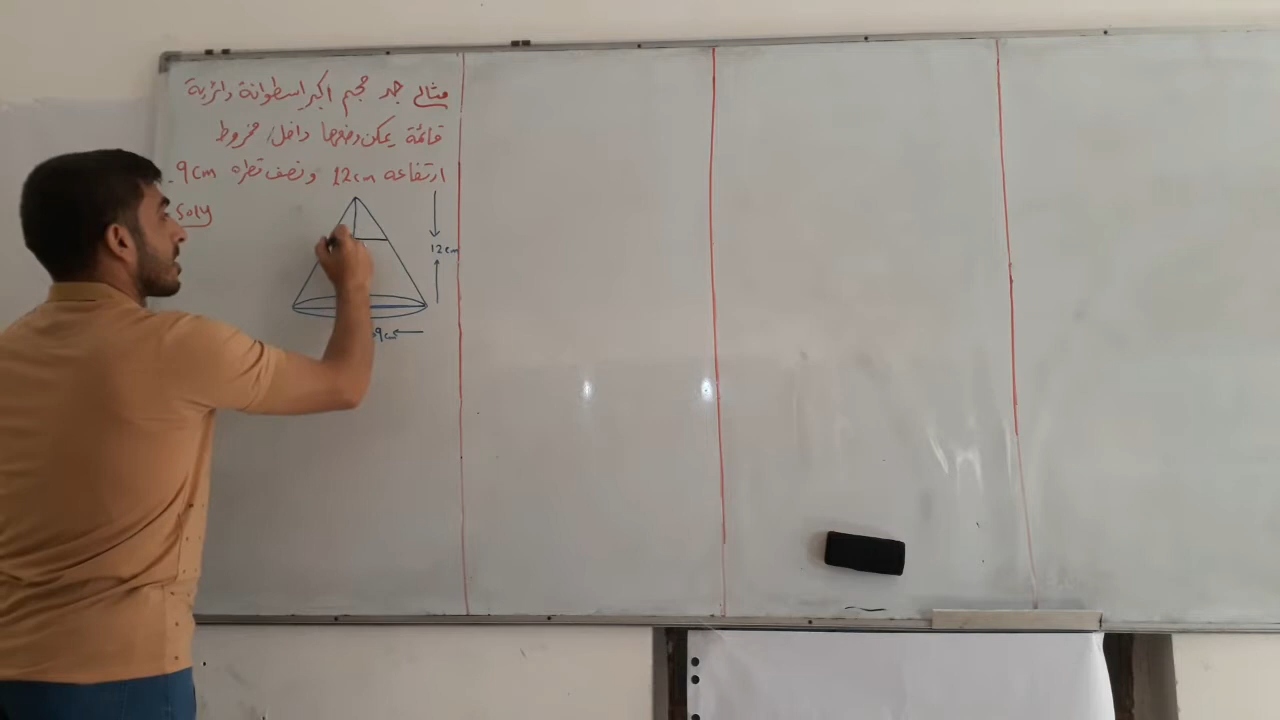 مثال جد حجم اكبر اسطوانة دائرية
قائمة يمكن وضعها داخل مخروط
ارتفاعه 12cm ونصف قطره 9cm
Sol\
12cm
9cm